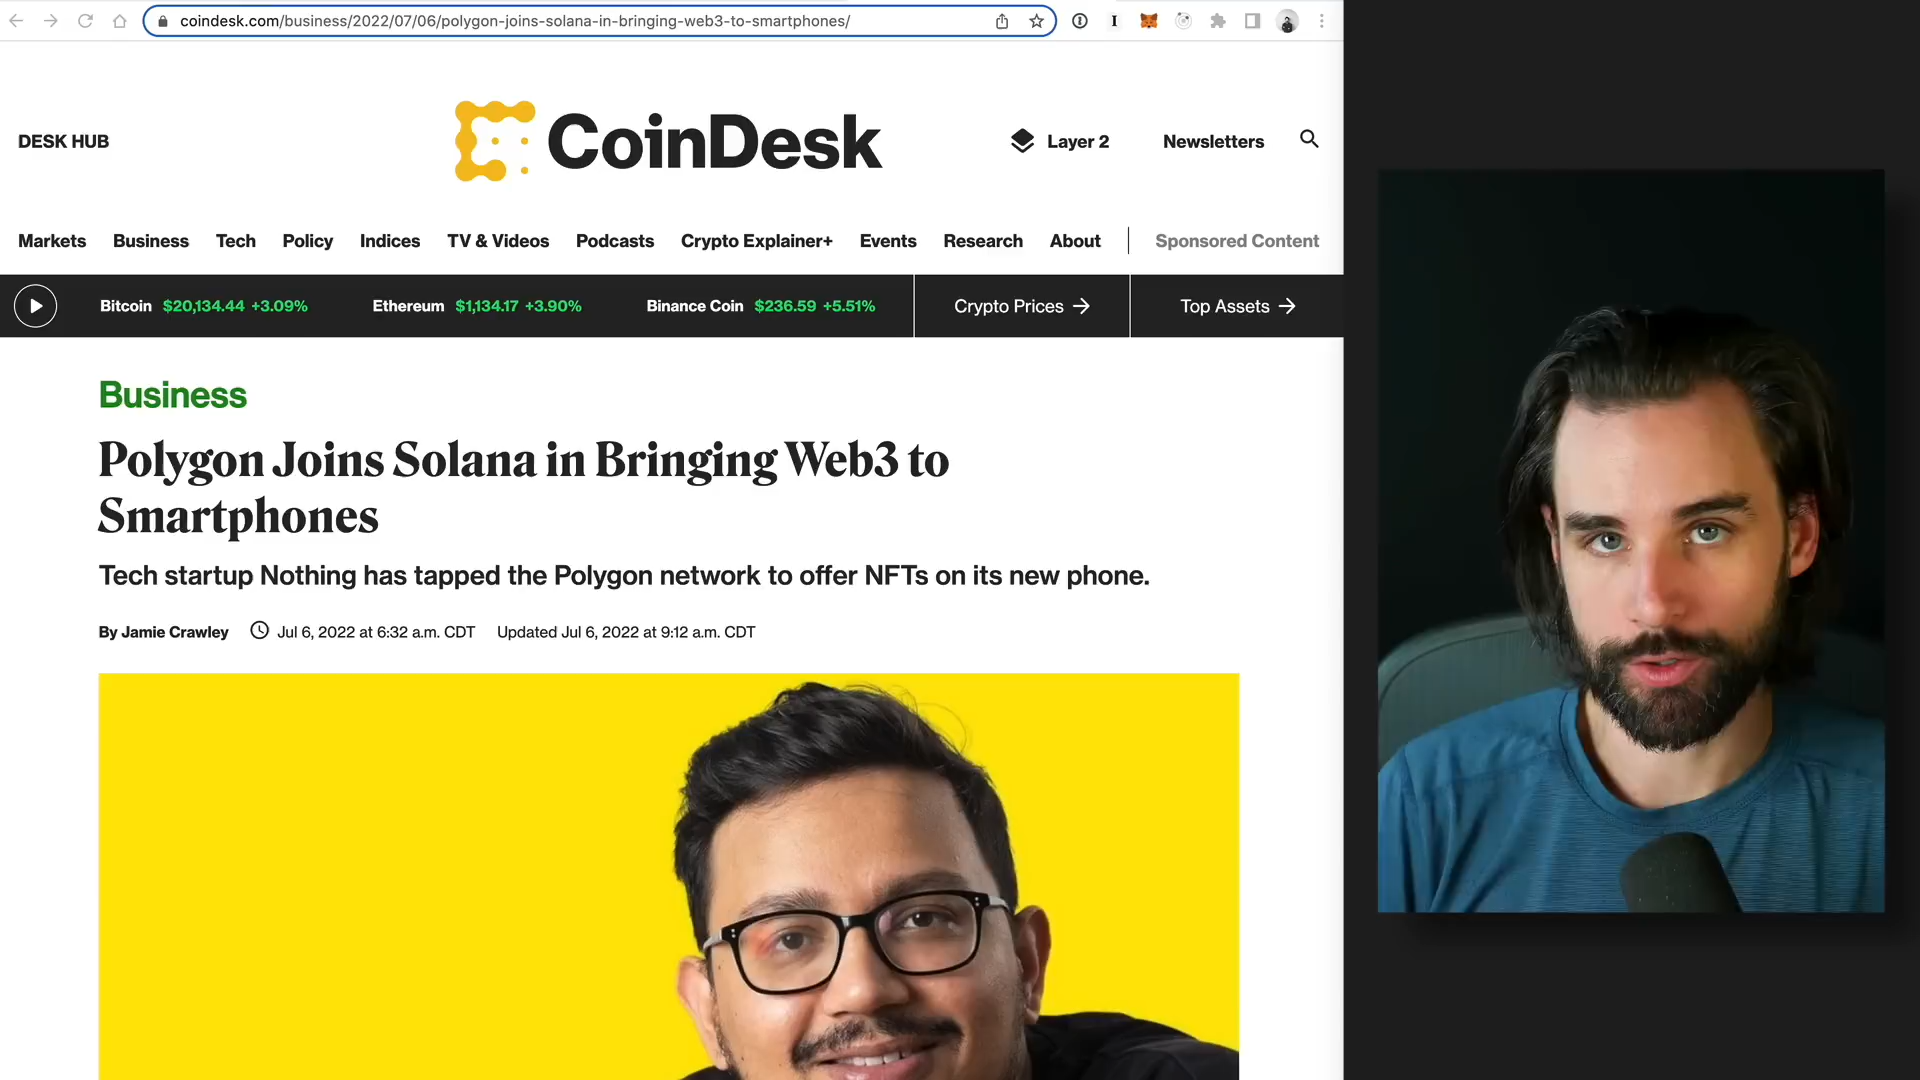 coindesk.com/business/2022/07/06/polygon-joins-solana-in-bringing-web3-to-smartphones/
DESK HUB
CoinDesk
Layer 2
Newsletters
Markets Business Tech Policy Indices TV & Videos Podcasts Crypto Explainer+ Events Research About Sponsored Content
Bitcoin $20,134.44 +3.09% Ethereum $1,134.17 +3.90% Binance Coin $236.59 +5.51% Crypto Prices → Top Assets →
Business
Polygon Joins Solana in Bringing Web3 to
Smartphones
Tech startup Nothing has tapped the Polygon network to offer NFTs on its new phone.
By Jamie Crawley Jul 6, 2022 at 6:32 a.m. CDT Updated Jul 6, 2022 at 9:12 a.m. CDT